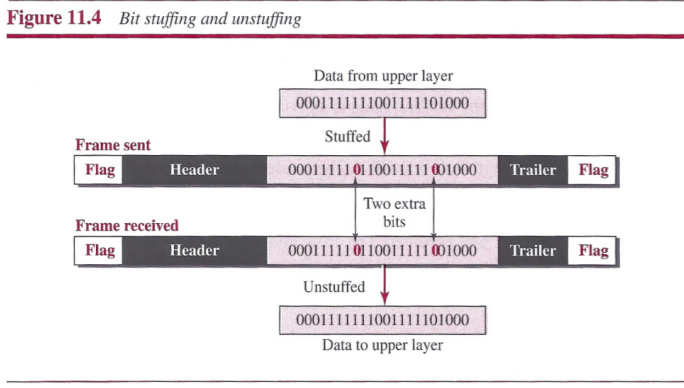 Figure 11.4 Bit stuffing and unstuffing
Data from upper layer
0001111111001111101000
Stuffed
Frame sent
Flag Header 000111110110011111001000 Trailer Flag
Two extra
bits
Frame received
Flag Header 000111110110011111001000 Trailer Flag
Unstuffed
0001111111001111101000
Data to upper layer